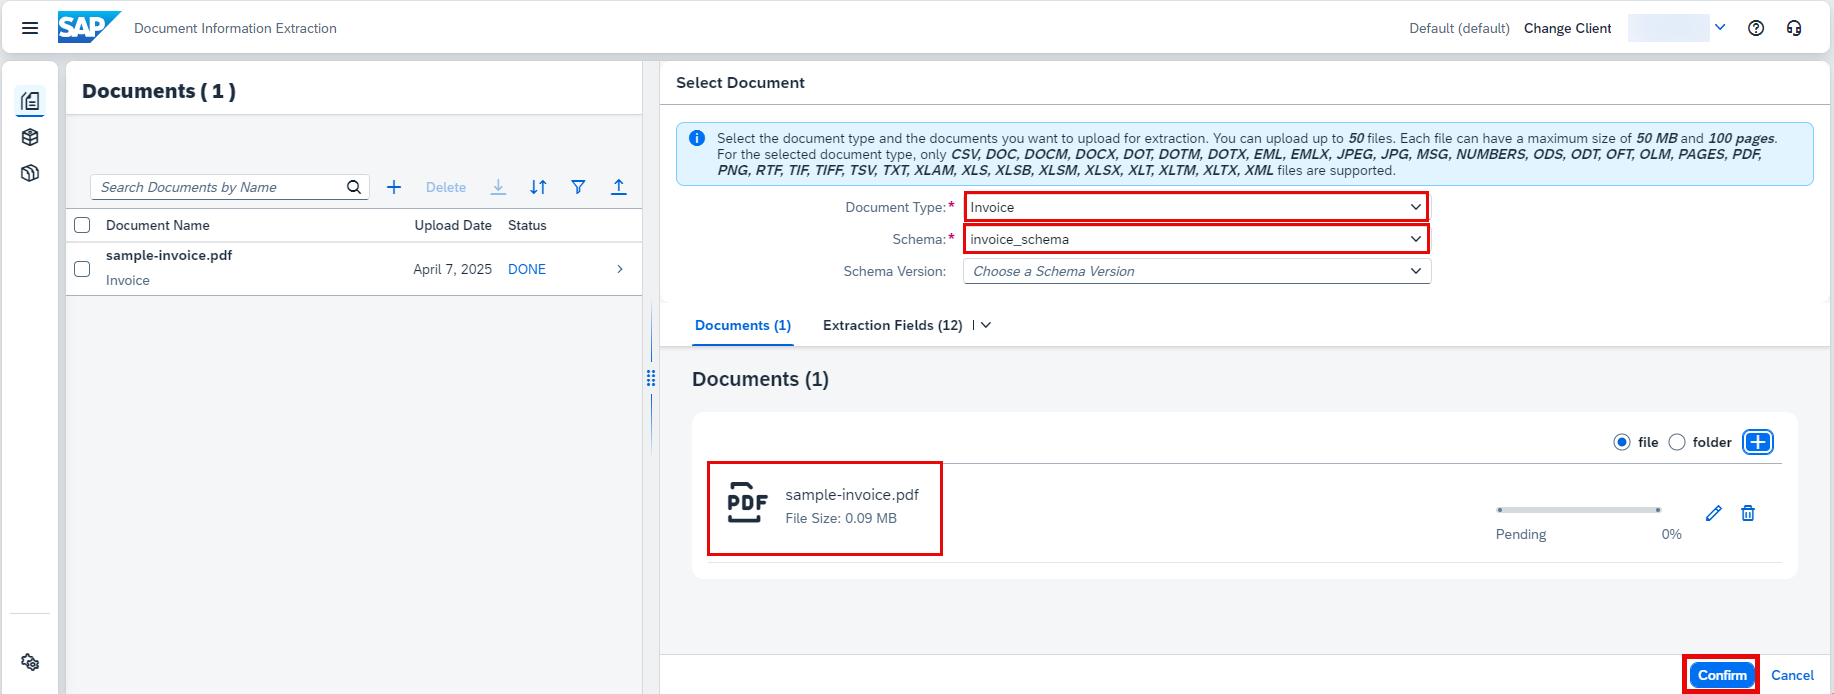 SAP Document Information Extraction
Default (default) Change Client
Documents ( 1 )
Search Documents by Name
Delete
Document Name Upload Date Status
sample-invoice.pdf
Invoice
April 7, 2025 DONE
Select Document
Select the document type and the documents you want to upload for extraction. You can upload up to 50 files. Each file can have a maximum size of 50 MB and 100 pages.
For the selected document type, only CSV, DOC, DOCM, DOCX, DOT, DOTM, DOTX, EML, EMLX, JPEG, JPG, MSG, NUMBERS, ODS, ODT, OFT, OLM, PAGES, PDF,
PNG, RTF, TIF, TIFF, TSV, TXT, XLAM, XLS, XLSB, XLSM, XLSX, XLT, XLTM, XLTX, XML files are supported.
Document Type:* Invoice
Schema:* invoice_schema
Schema Version: Choose a Schema Version
Documents (1) Extraction Fields (12)
Documents (1)
file folder
PDF
sample-invoice.pdf
File Size: 0.09 MB
Pending 0%
Confirm Cancel